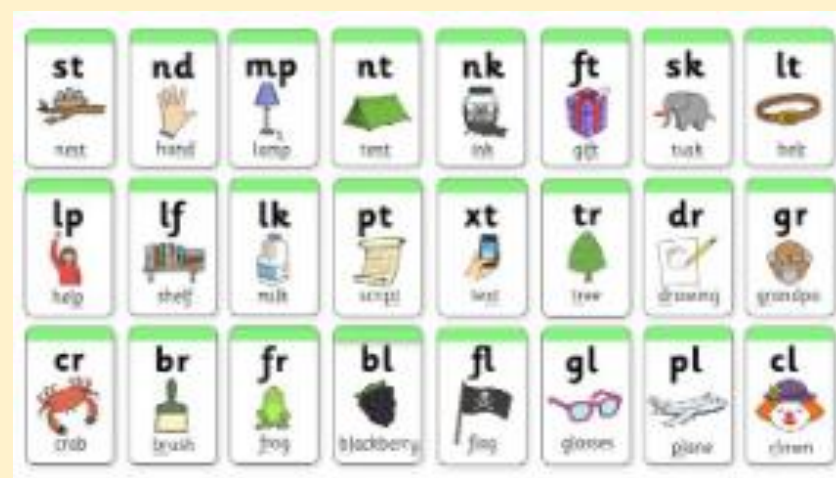 st nd mp nt nk ft sk lt
nest hand lamp tent ink gift tusk belt
lp lf lk pt xt tr dr gr
help shelf milk script text tree drawing grandpa
cr br fr bl fl gl pl cl
crab brush frog blackberry flag glasses plane clown